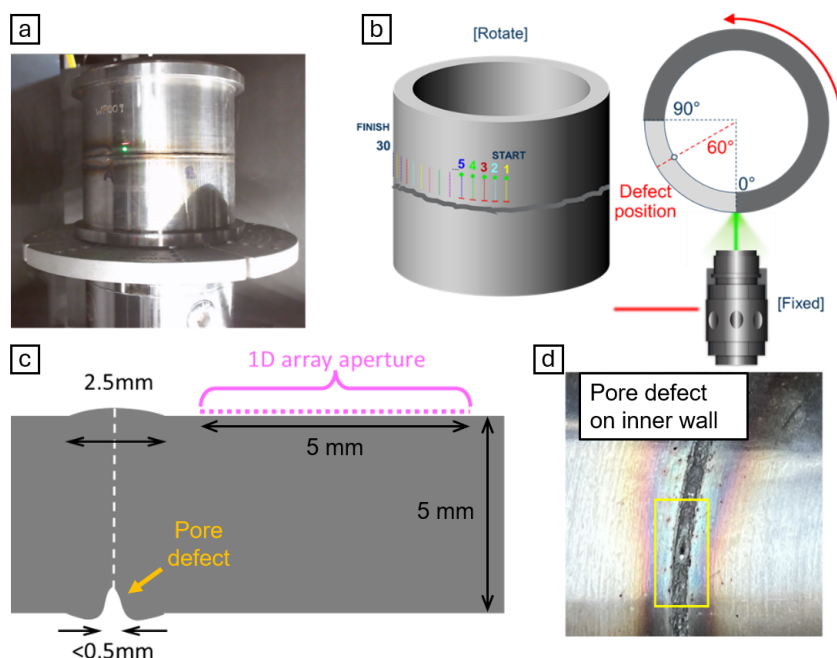 a
WP007
b
[Rotate]
FINISH
30
START
5 4 3 2 1
90°
60°
0°
Defect
position
[Fixed]
c
2.5mm
1D array aperture
5 mm
5 mm
Pore
defect
<0.5mm
d
Pore defect
on inner wall